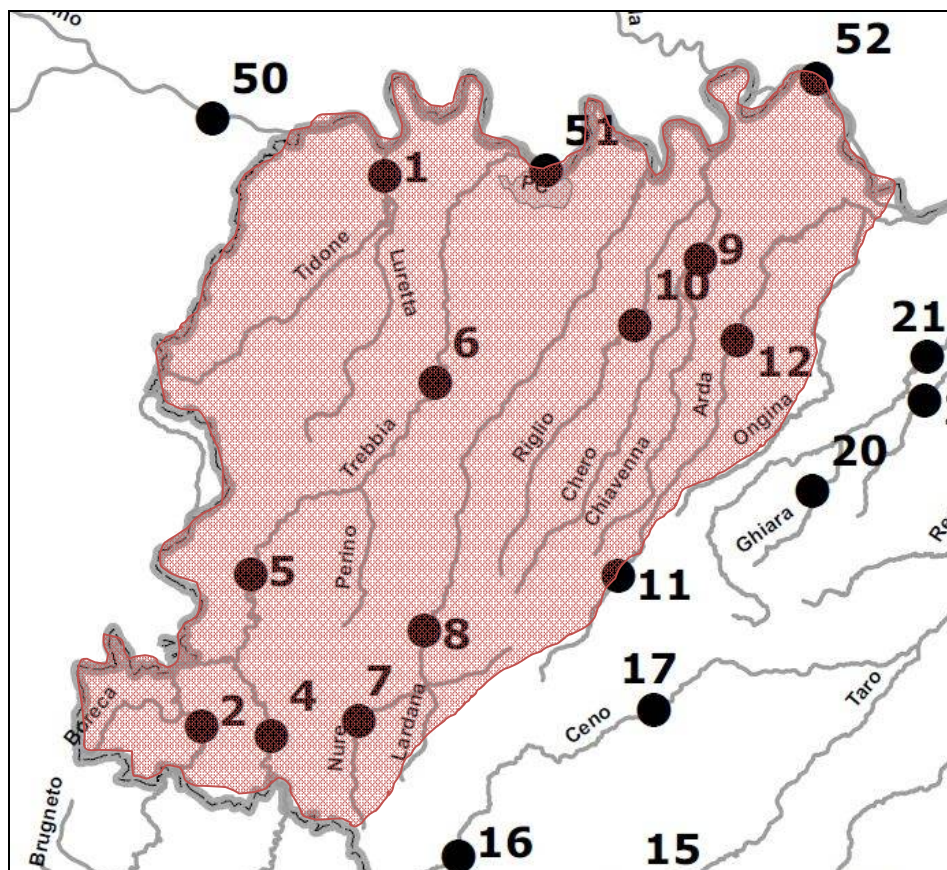 50
52
51
PC
1
Tidone
Luretta
9
10
6
12
21
Riglio
Trebbia
Chero
Chiavenna
Arda
Ongina
20
Ghiara
5
Perino
11
8
7
17
2
4
Boreca
Nure
Lardana
Ceno
Taro
Brugneto
16
15